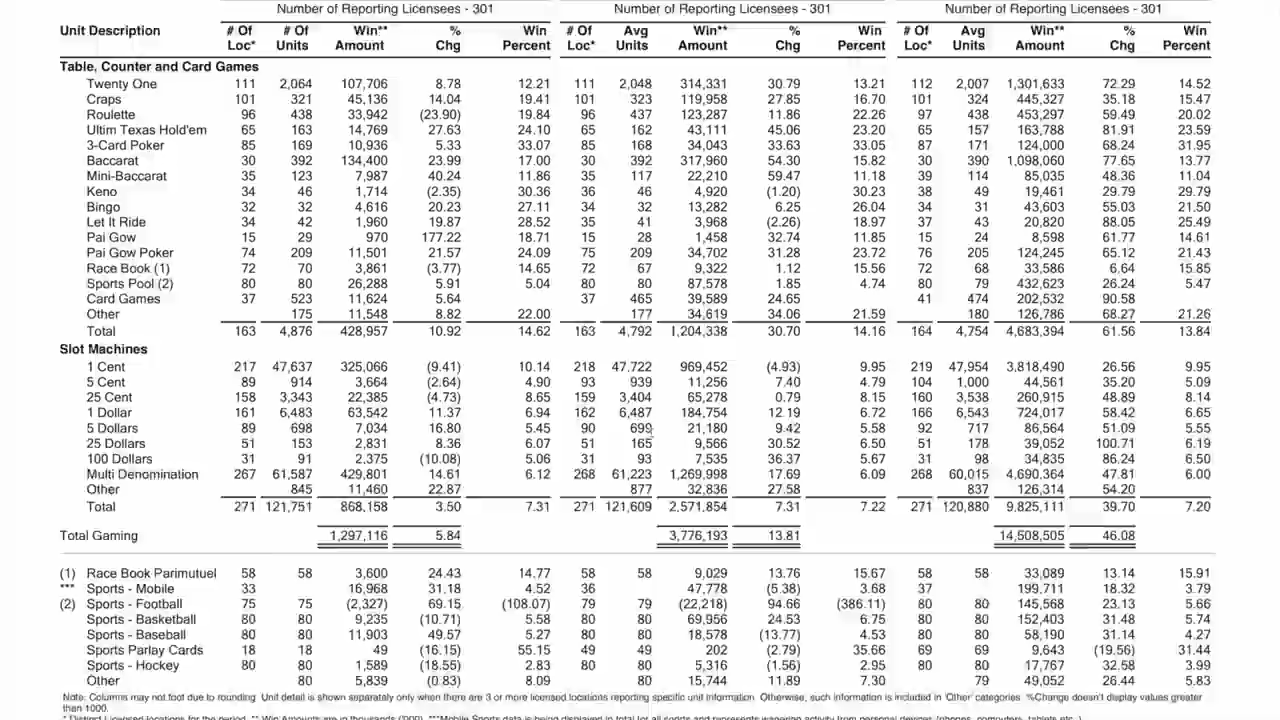 Number of Reporting Licensees - 301 Number of Reporting Licensees - 301 Number of Reporting Licensees - 301
Unit Description # Of Loc* # Of Units Win** Amount % Chg Win Percent # Of Loc* Avg Units Win** Amount % Chg Win Percent # Of Loc* Avg Units Win** Amount % Chg Win Percent
Table, Counter and Card Games
Twenty One 111 2,064 107,706 8.78 12.21 111 2,048 314,331 30.79 13.21 112 2,007 1,301,633 72.29 14.52
Craps 101 321 45,136 14.04 19.41 101 323 119,958 27.85 16.70 101 324 445,327 35.18 15.47
Roulette 96 438 33,942 (23.90) 19.84 96 437 123,287 11.86 22.26 97 438 453,297 59.49 20.02
Ultim Texas Hold'em 65 163 14,769 27.63 24.10 65 162 43,111 45.06 23.20 65 157 163,788 81.91 23.59
3-Card Poker 85 169 10,936 5.33 33.07 85 168 34,043 33.63 33.05 87 171 124,000 68.24 31.95
Baccarat 30 392 134,400 23.99 17.00 30 392 317,960 54.30 15.82 30 390 1,098,060 77.65 13.77
Mini-Baccarat 35 123 7,987 40.24 11.86 35 117 22,210 59.47 11.18 39 114 85,035 48.36 11.04
Keno 34 46 1,714 (2.35) 30.36 36 46 4,920 (1.20) 30.23 38 49 19,461 29.79 29.79
Bingo 32 32 4,616 20.23 27.11 34 32 13,282 6.25 26.04 34 31 43,603 55.03 21.50
Let It Ride 34 42 1,960 19.87 28.52 35 41 3,968 (2.26) 18.97 37 43 20,820 88.05 25.49
Pai Gow 15 29 970 177.22 18.71 15 28 1,458 32.74 11.85 15 24 8,598 61.77 14.61
Pai Gow Poker 74 209 11,501 21.57 24.09 75 209 34,702 31.28 23.72 76 205 124,245 65.12 21.43
Race Book (1) 72 70 3,861 (3.77) 14.65 72 67 9,322 1.12 15.56 72 68 33,586 6.64 15.85
Sports Pool (2) 80 80 26,288 5.91 5.04 80 80 87,578 1.85 4.74 80 79 432,623 26.24 5.47
Card Games 37 523 11,624 5.64 37 465 39,589 24.65 41 474 202,532 90.58
Other 175 11,548 8.82 22.00 177 34,619 34.06 21.59 180 126,786 68.27 21.26
Total 163 4,876 428,957 10.92 14.62 163 4,792 1,204,338 30.70 14.16 164 4,754 4,683,394 61.56 13.84
Slot Machines
1 Cent 217 47,637 325,066 (9.41) 10.14 218 47,722 969,452 (4.93) 9.95 219 47,954 3,818,490 26.56 9.95
5 Cent 89 914 3,664 (2.64) 4.90 93 939 11,256 7.40 4.79 104 1,000 44,561 35.20 5.09
25 Cent 158 3,343 22,385 (4.73) 8.65 159 3,404 65,278 0.79 8.15 160 3,538 260,915 48.89 8.14
1 Dollar 161 6,483 63,542 11.37 6.94 162 6,487 184,754 12.19 6.72 166 6,543 724,017 58.42 6.65
5 Dollars 89 698 7,034 16.80 5.45 90 699 21,180 9.42 5.58 92 717 86,564 51.09 5.55
25 Dollars 51 153 2,831 8.36 6.07 51 165 9,566 30.52 6.50 51 178 39,052 100.71 6.19
100 Dollars 31 91 2,375 (10.08) 5.06 31 93 7,535 36.37 5.67 31 98 34,835 86.24 6.50
Multi Denomination 267 61,587 429,801 14.61 6.12 268 61,223 1,269,998 17.69 6.09 268 60,015 4,690,364 47.81 6.00
Other 845 11,460 22.87 877 32,836 27.58 837 126,314 54.20
Total 271 121,751 868,158 3.50 7.31 271 121,609 2,571,854 7.31 7.22 271 120,880 9,825,111 39.70 7.20
Total Gaming 1,297,116 5.84 3,776,193 13.81 14,508,505 46.08
(1) Race Book Parimutuel 58 58 3,600 24.43 14.77 58 58 9,029 13.76 15.67 58 58 33,089 13.14 15.91
*** Sports - Mobile 33 16,968 31.18 4.52 36 47,778 (5.38) 3.68 37 199,711 18.32 3.79
(2) Sports - Football 75 75 (2,327) 69.15 (108.07) 79 79 (22,218) 94.66 (386.11) 80 80 145,568 23.13 5.66
Sports - Basketball 80 80 9,235 (10.71) 5.58 80 80 69,956 24.53 6.75 80 80 152,403 31.48 5.74
Sports - Baseball 80 80 11,903 49.57 5.27 80 80 18,578 (13.77) 4.53 80 80 58,190 31.14 4.27
Sports Parlay Cards 18 18 49 (16.15) 55.15 49 49 202 (2.79) 35.66 69 69 9,643 (19.56) 31.44
Sports - Hockey 80 80 1,589 (18.55) 2.83 80 80 5,316 (1.56) 2.95 80 80 17,767 32.58 3.99
Other 80 5,839 (0.83) 8.09 80 15,744 11.89 7.30 79 49,052 26.44 5.83
Note: Columns may not foot due to rounding. Unit detail is shown separately only when there are 3 or more licensed locations reporting specific unit information. Otherwise, such information is included in 'Other' categories. %Change doesn't display values greater
than 1000.
* Distinct Licensed locations for the period. ** Win Amounts are in thousands ('000). ***Mobile Sports data is being displayed in total for all sports and represents wagering activity from personal devices (phones, computers, tablets etc.)